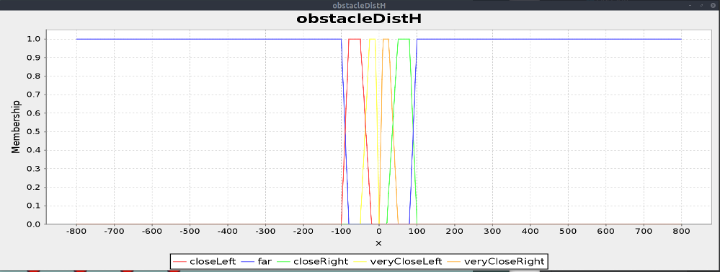 obstacleDistH
obstacleDistH
1.0
0.9
0.8
0.7
0.6
0.5
0.4
0.3
0.2
0.1
0.0
Membership
-800 -700 -600 -500 -400 -300 -200 -100 0 100 200 300 400 500 600 700 800
x
closeLeft far closeRight veryCloseLeft veryCloseRight